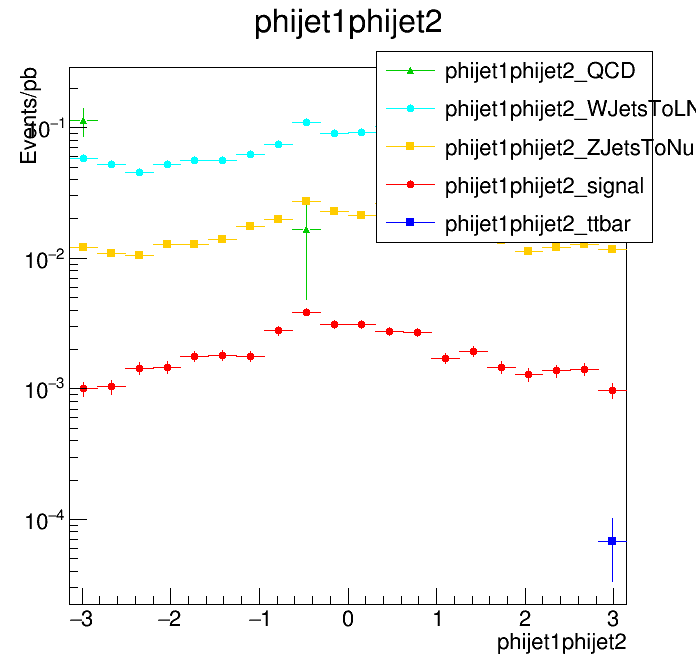 phijet1phijet2
Events/pb
phijet1phijet2_QCD
phijet1phijet2_WJetsToLN
phijet1phijet2_ZJetsToNu
phijet1phijet2_signal
phijet1phijet2_ttbar
10⁻¹
10⁻²
10⁻³
10⁻⁴
−3 −2 −1 0 1 2 3
phijet1phijet2